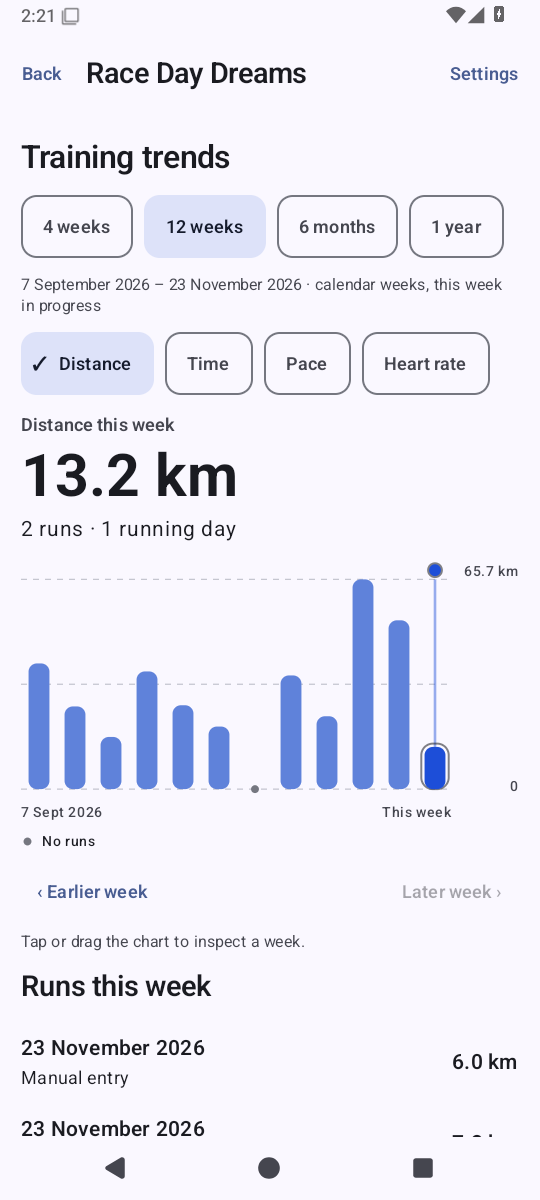 2:21
Back Race Day Dreams Settings
Training trends
4 weeks 12 weeks 6 months 1 year
7 September 2026 – 23 November 2026 · calendar weeks, this week
in progress
✓ Distance Time Pace Heart rate
Distance this week
13.2 km
2 runs · 1 running day
65.7 km
0
7 Sept 2026 This week
No runs
‹ Earlier week Later week ›
Tap or drag the chart to inspect a week.
Runs this week
23 November 2026
6.0 km
Manual entry
23 November 2026